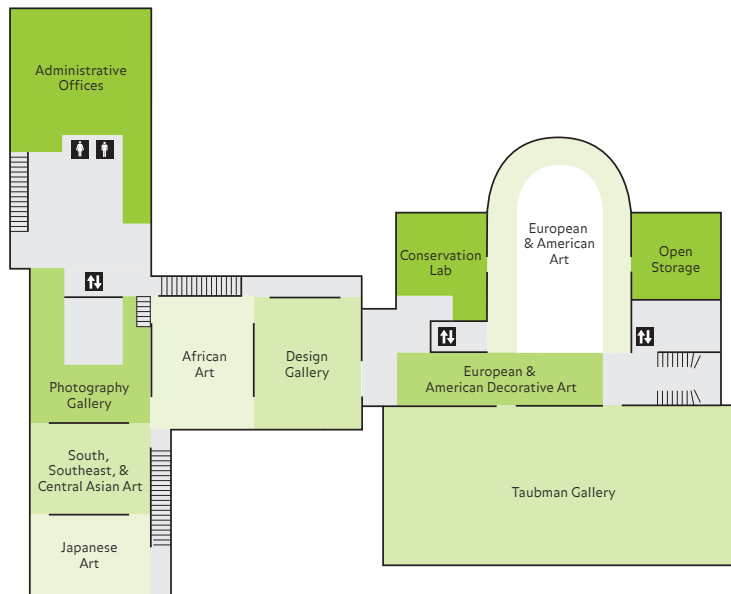 Administrative
Offices
European
& American
Art
Conservation
Lab
Open
Storage
African
Art
Design
Gallery
European &
American Decorative Art
Photography
Gallery
South,
Southeast, &
Central Asian Art
Taubman Gallery
Japanese
Art